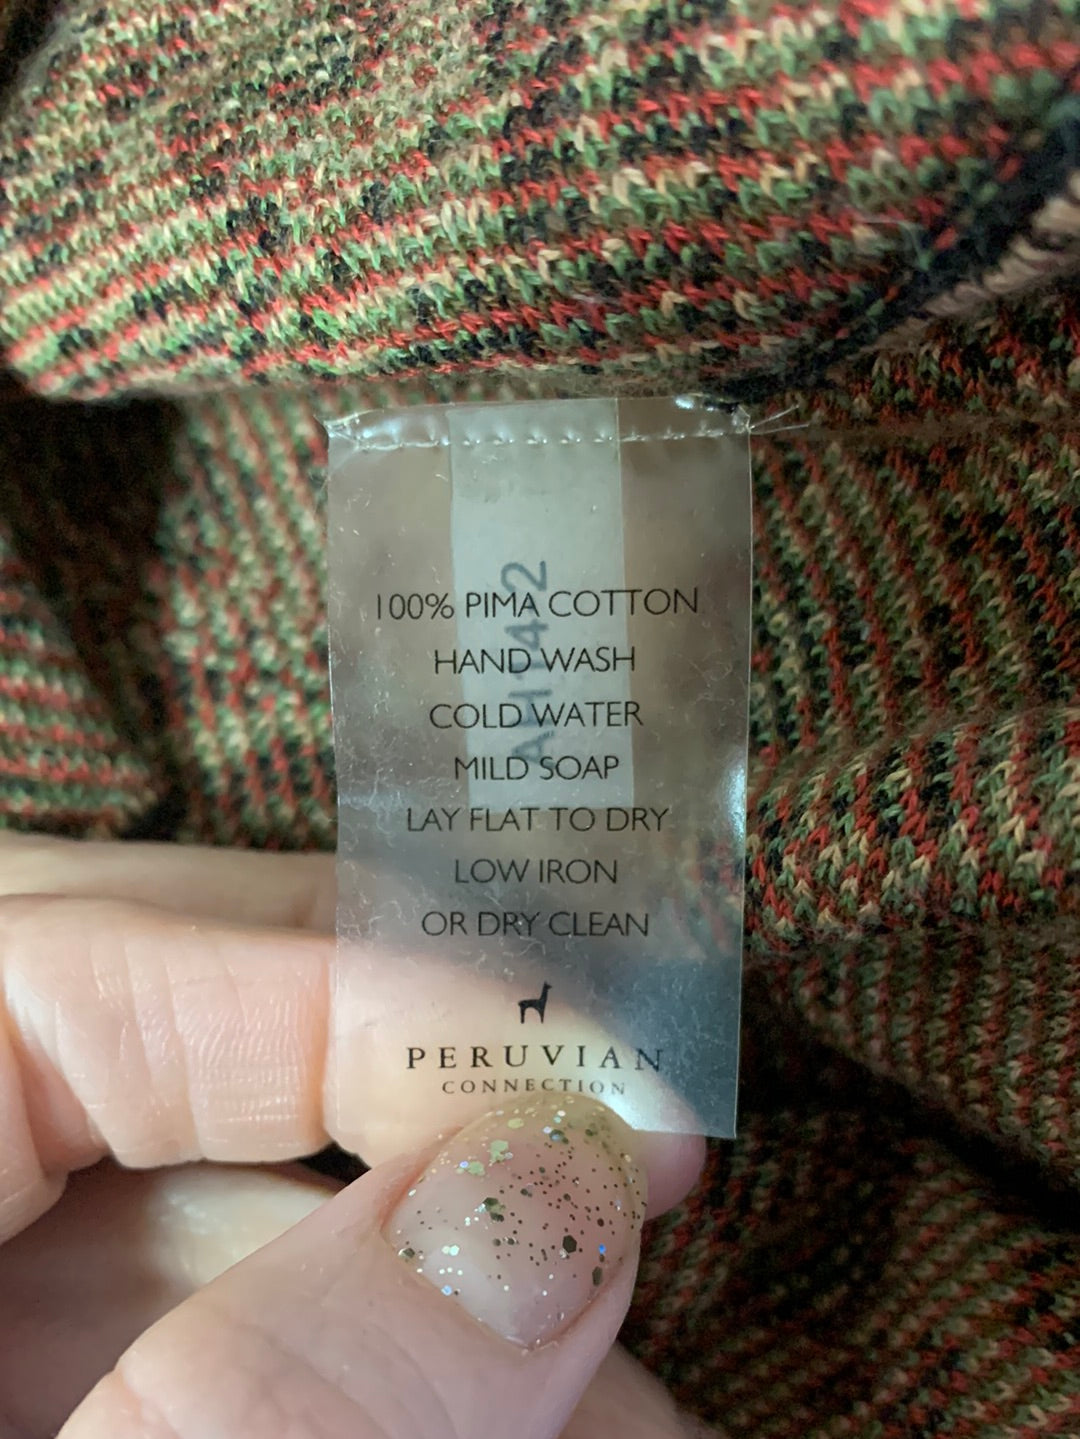 100% PIMA COTTON
HAND WASH
COLD WATER
MILD SOAP
LAY FLAT TO DRY
LOW IRON
OR DRY CLEAN
PERUVIAN
CONNECTION
AH142